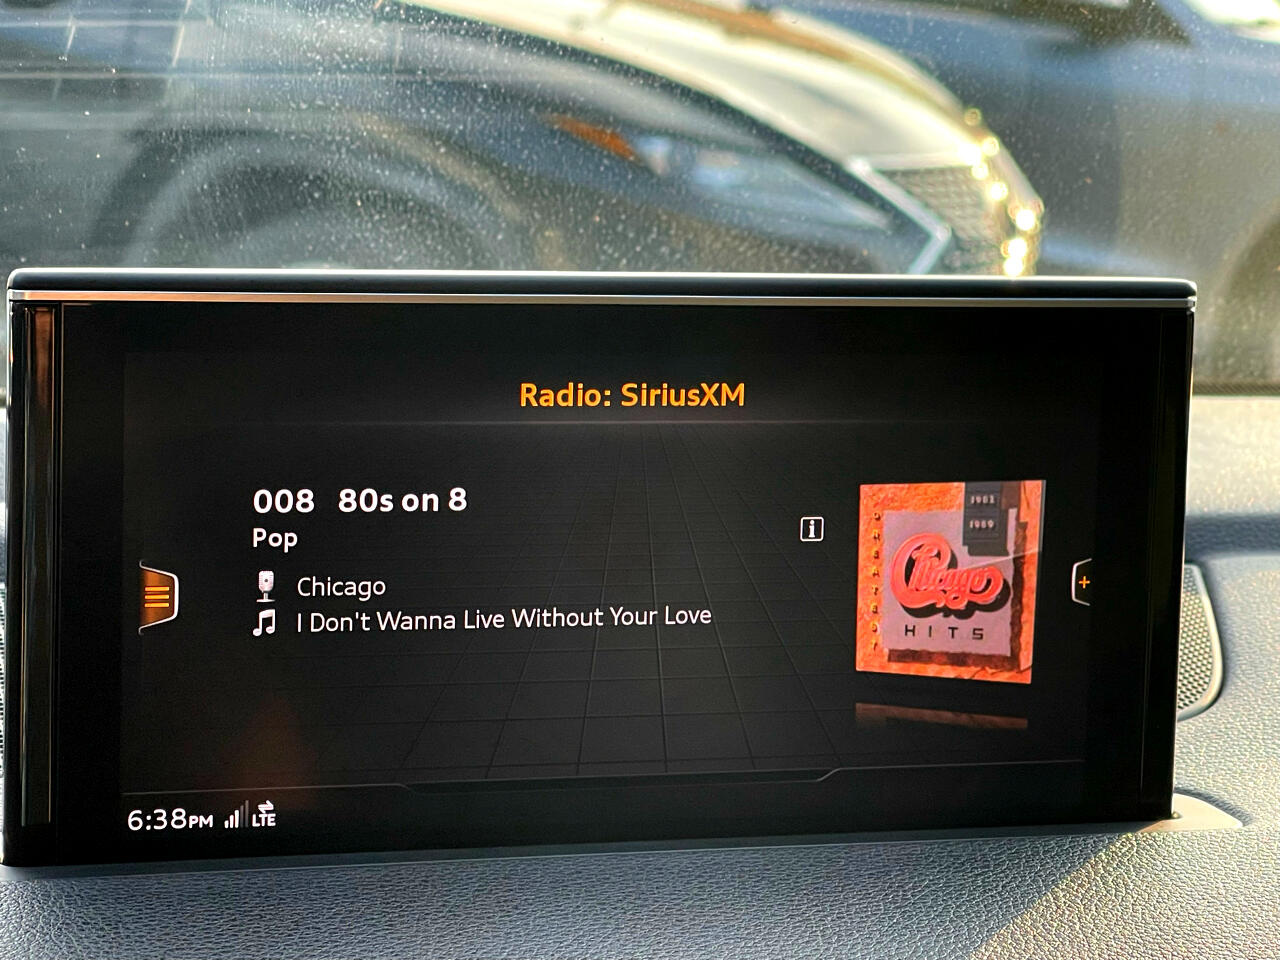 Radio: SiriusXM
008 80s on 8
Pop
Chicago
I Don't Wanna Live Without Your Love
6:38PM LTE
1982
1989
GREATEST
Chicago
HITS